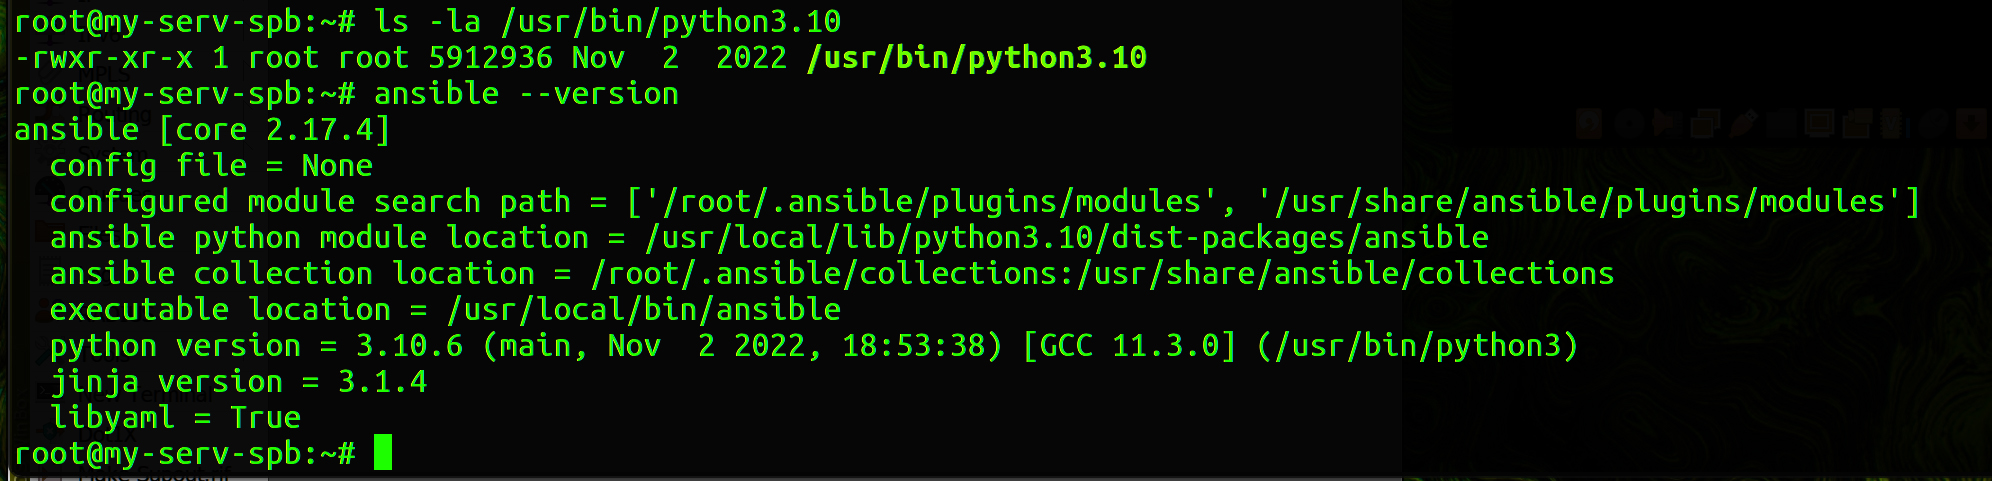 root@my-serv-spb:~# ls -la /usr/bin/python3.10
-rwxr-xr-x 1 root root 5912936 Nov  2  2022 /usr/bin/python3.10
root@my-serv-spb:~# ansible --version
ansible [core 2.17.4]
  config file = None
  configured module search path = ['/root/.ansible/plugins/modules', '/usr/share/ansible/plugins/modules']
  ansible python module location = /usr/local/lib/python3.10/dist-packages/ansible
  ansible collection location = /root/.ansible/collections:/usr/share/ansible/collections
  executable location = /usr/local/bin/ansible
  python version = 3.10.6 (main, Nov  2 2022, 18:53:38) [GCC 11.3.0] (/usr/bin/python3)
  jinja version = 3.1.4
  libyaml = True
root@my-serv-spb:~#